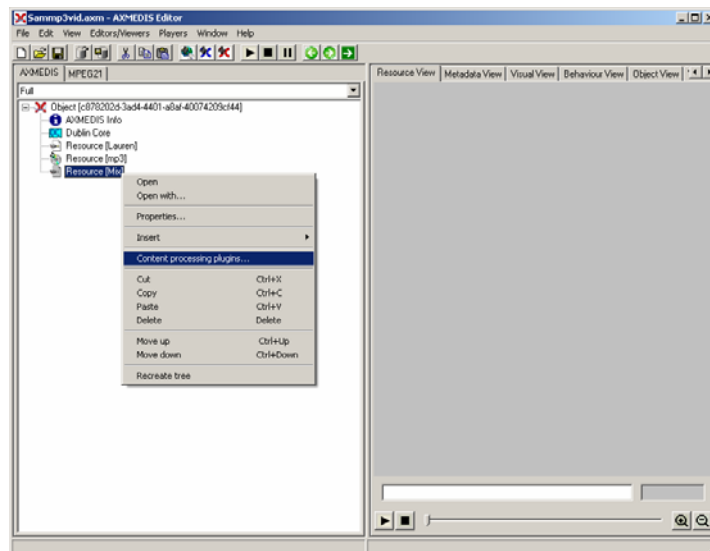 Sammp3vid.axm - AXMEDIS Editor
File Edit View Editors/Viewers Players Window Help
AXMEDIS MPEG21
Full
Object [c878202d-3ad4-4401-a8af-40074209cf44]
AXMEDIS Info
Dublin Core
Resource [Lauren]
Resource [mp3]
Resource [Mix]
Open
Open with...
Properties...
Insert
Content processing plugins...
Cut Ctrl+X
Copy Ctrl+C
Paste Ctrl+V
Delete Delete
Move up Ctrl+Up
Move down Ctrl+Down
Recreate tree
Resource View Metadata View Visual View Behaviour View Object View